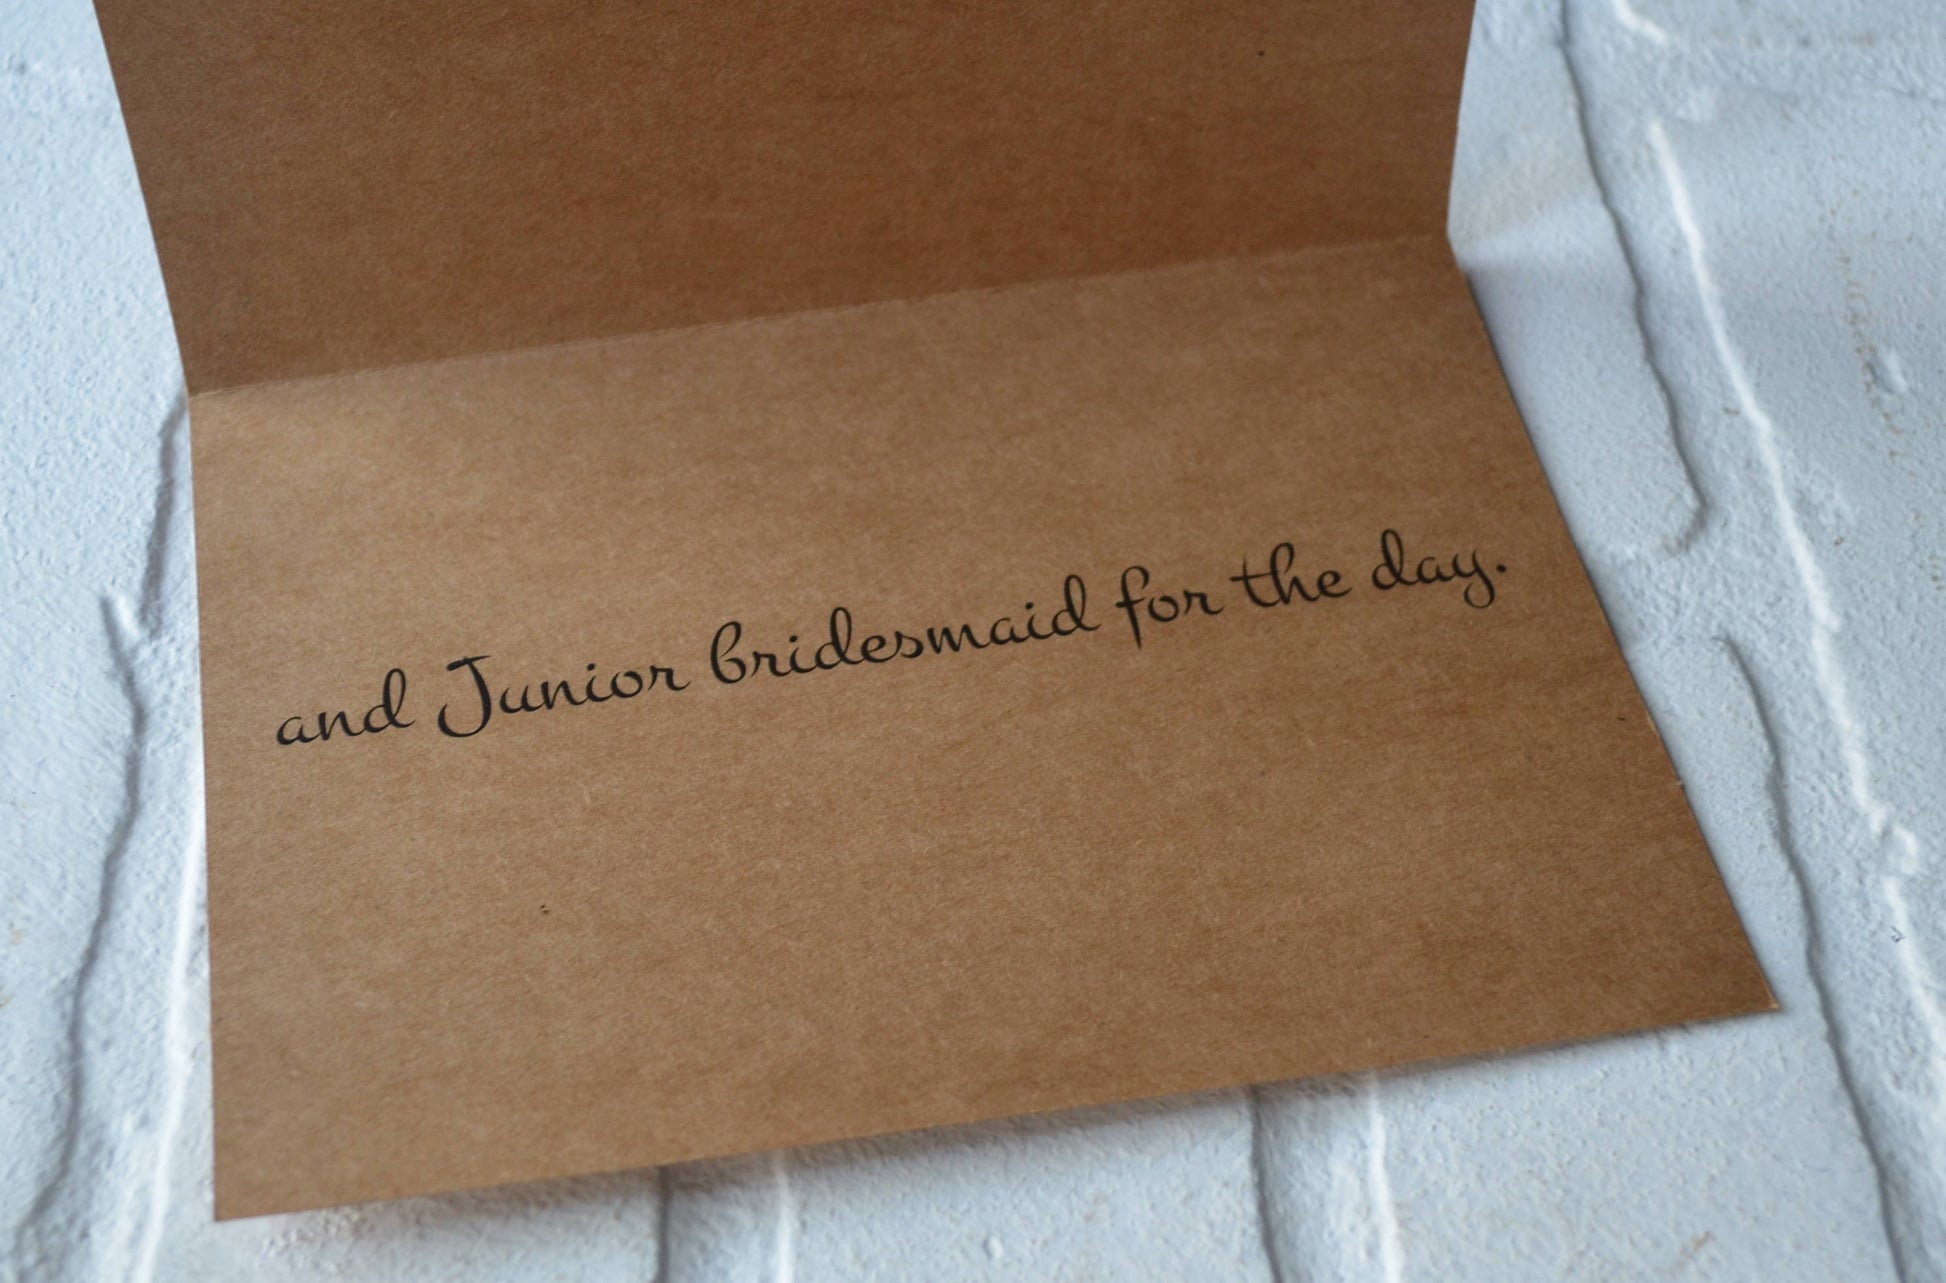 and Junior bridesmaid for the day.